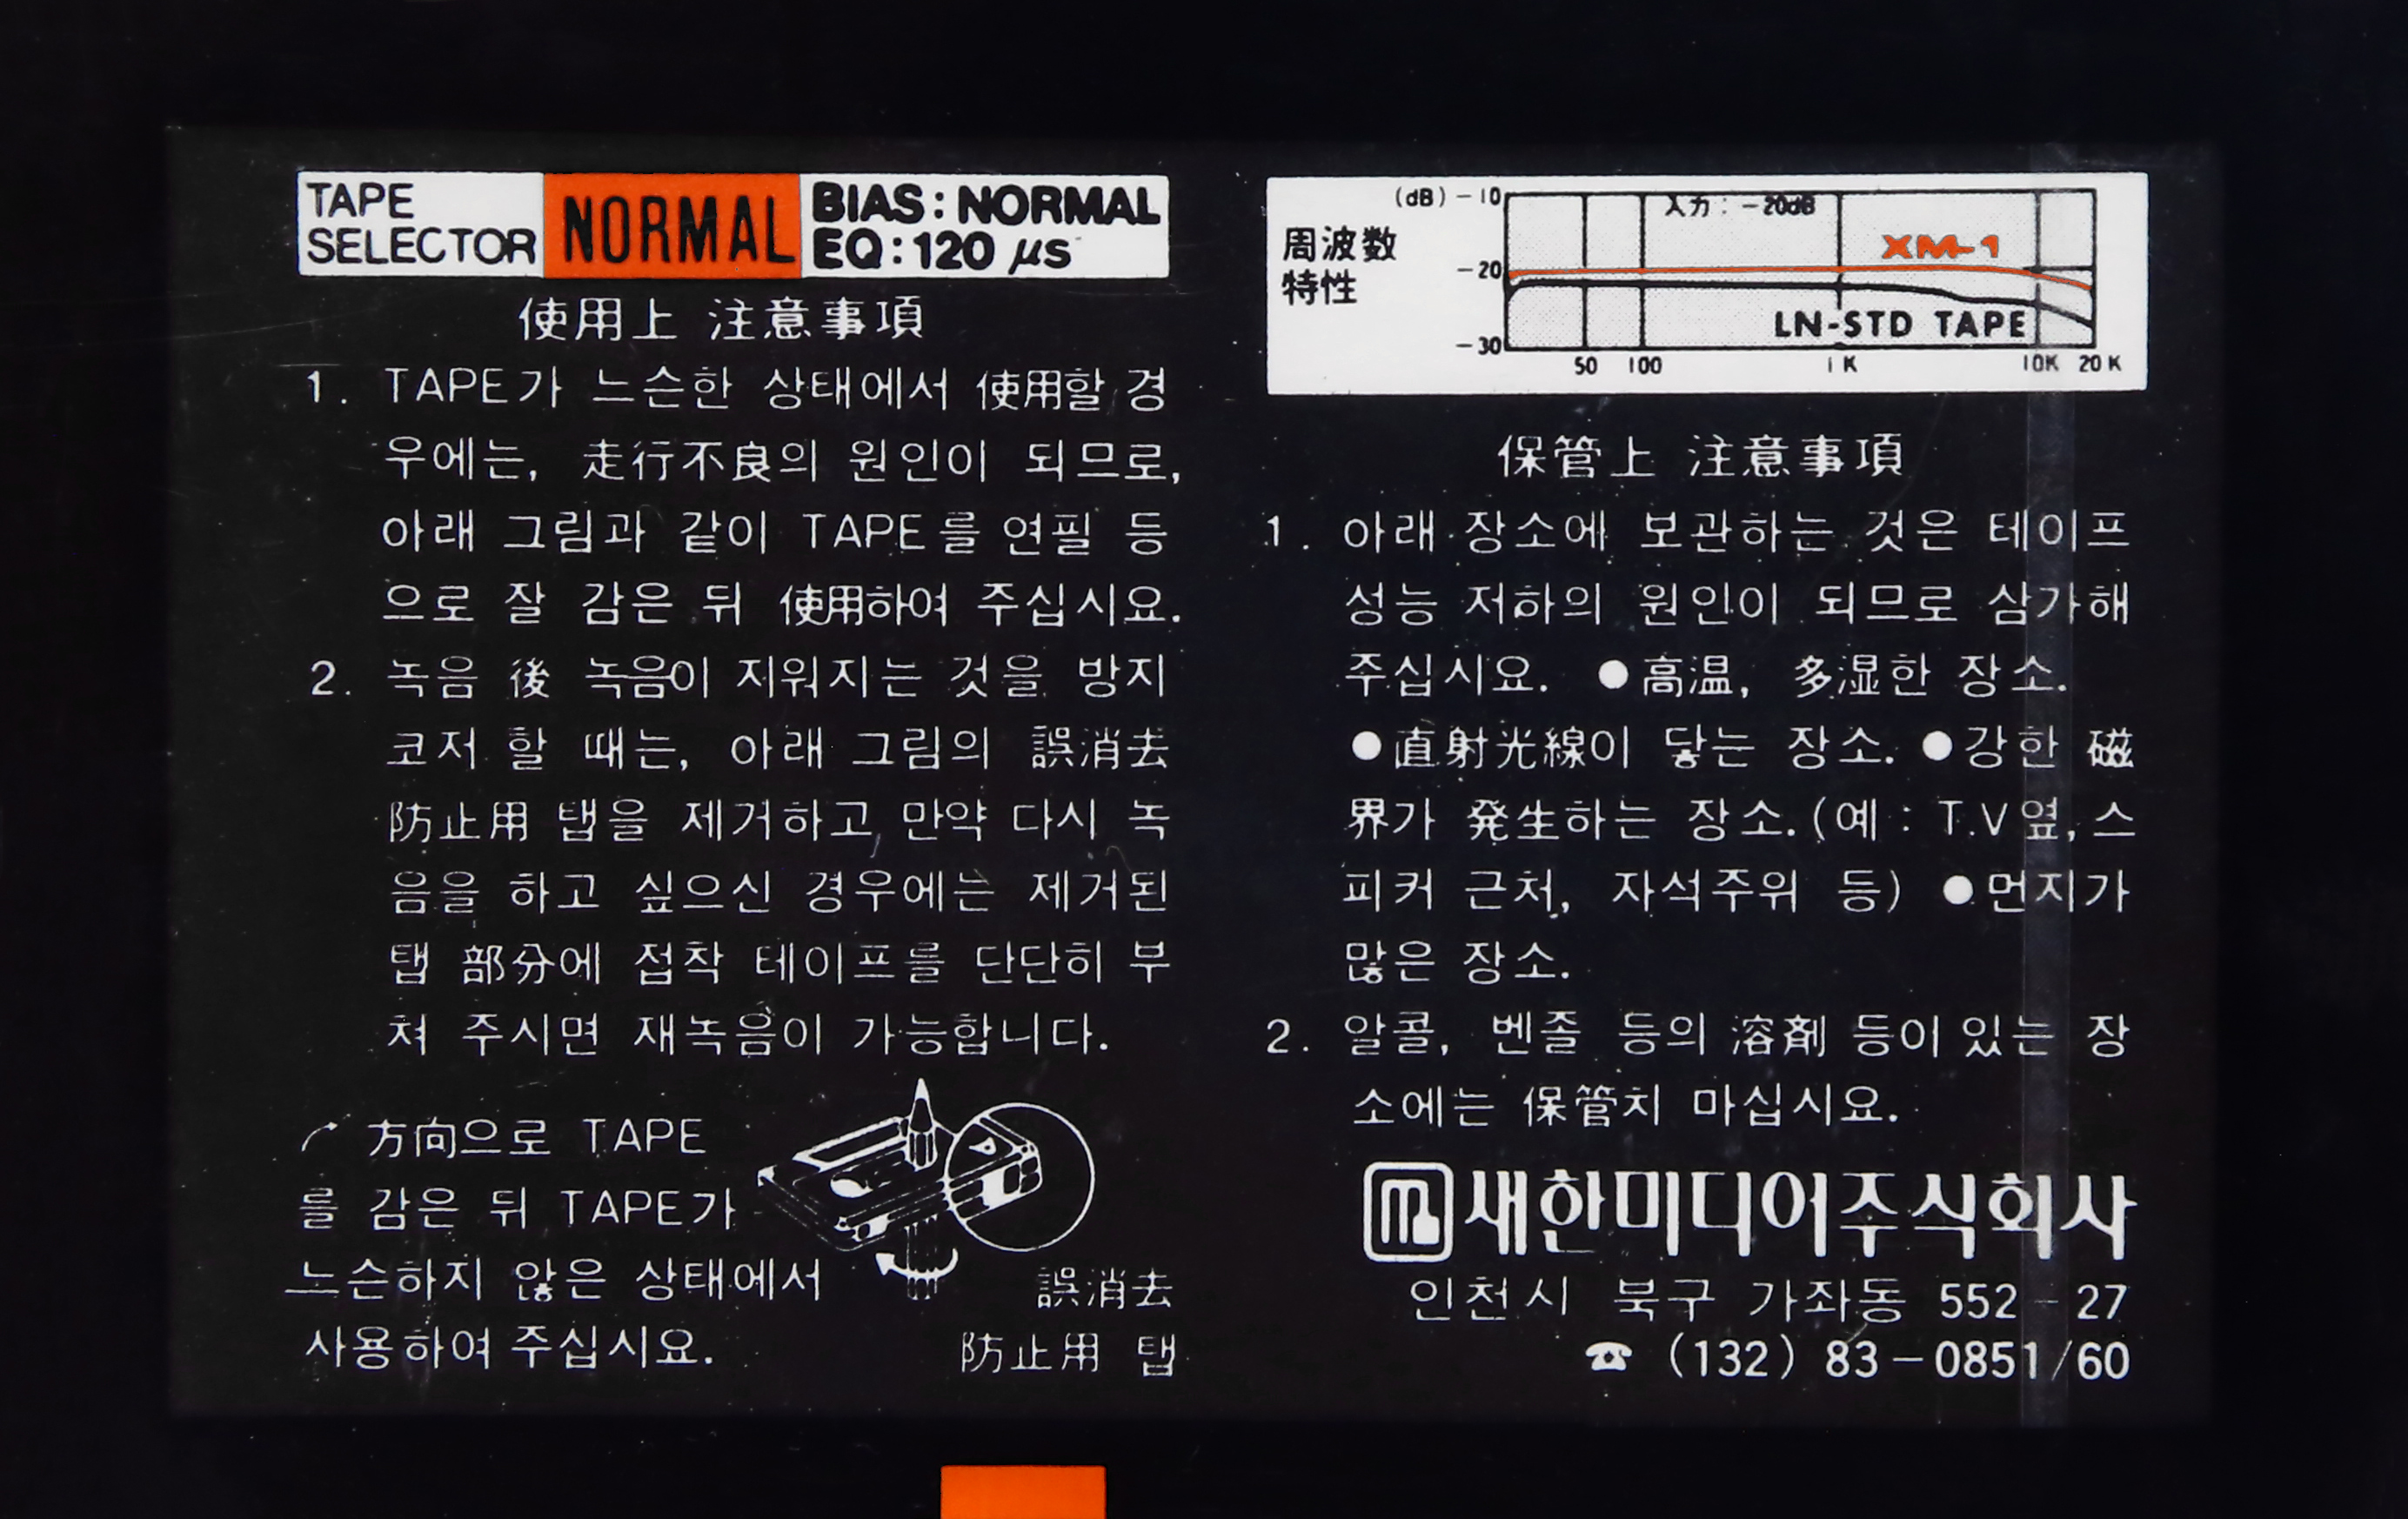 TAPE
SELECTOR
NORMAL
BIAS : NORMAL
EQ : 120 μs
使用上 注意事項
1. TAPE가 느슨한 상태에서 使用할 경
우에는, 走行不良의 원인이 되므로,
아래 그림과 같이 TAPE를 연필 등
으로 잘 감은 뒤 使用하여 주십시요.
2. 녹음 後 녹음이 지워지는 것을 방지
코저 할 때는, 아래 그림의 誤消去
防止用 탭을 제거하고, 만약 다시 녹
음을 하고 싶으신 경우에는 제거된
탭 部分에 접착 테이프를 단단히 부
쳐 주시면 재녹음이 가능합니다.
方向으로 TAPE
를 감은 뒤 TAPE가
느슨하지 않은 상태에서
사용하여 주십시요.
誤消去
防止用 탭
周波数
特性
(dB) -10
-20
-30
入力 : -20dB
XM-1
LN-STD TAPE
50 100 1K 10K 20K
保管上 注意事項
1. 아래 장소에 보관하는 것은 테이프
성능 저하의 원인이 되므로 삼가해
주십시요. ●高温, 多湿한 장소.
●直射光線이 닿는 장소. ●강한 磁
界가 発生하는 장소. (예 : T.V옆, 스
피커 근처, 자석주위 등) ●먼지가
많은 장소.
2. 알콜, 벤졸 등의 溶剤 등이 있는 장
소에는 保管치 마십시요.
새한미디어주식회사
인천시 북구 가좌동 552-27
☎ (132) 83-0851/60